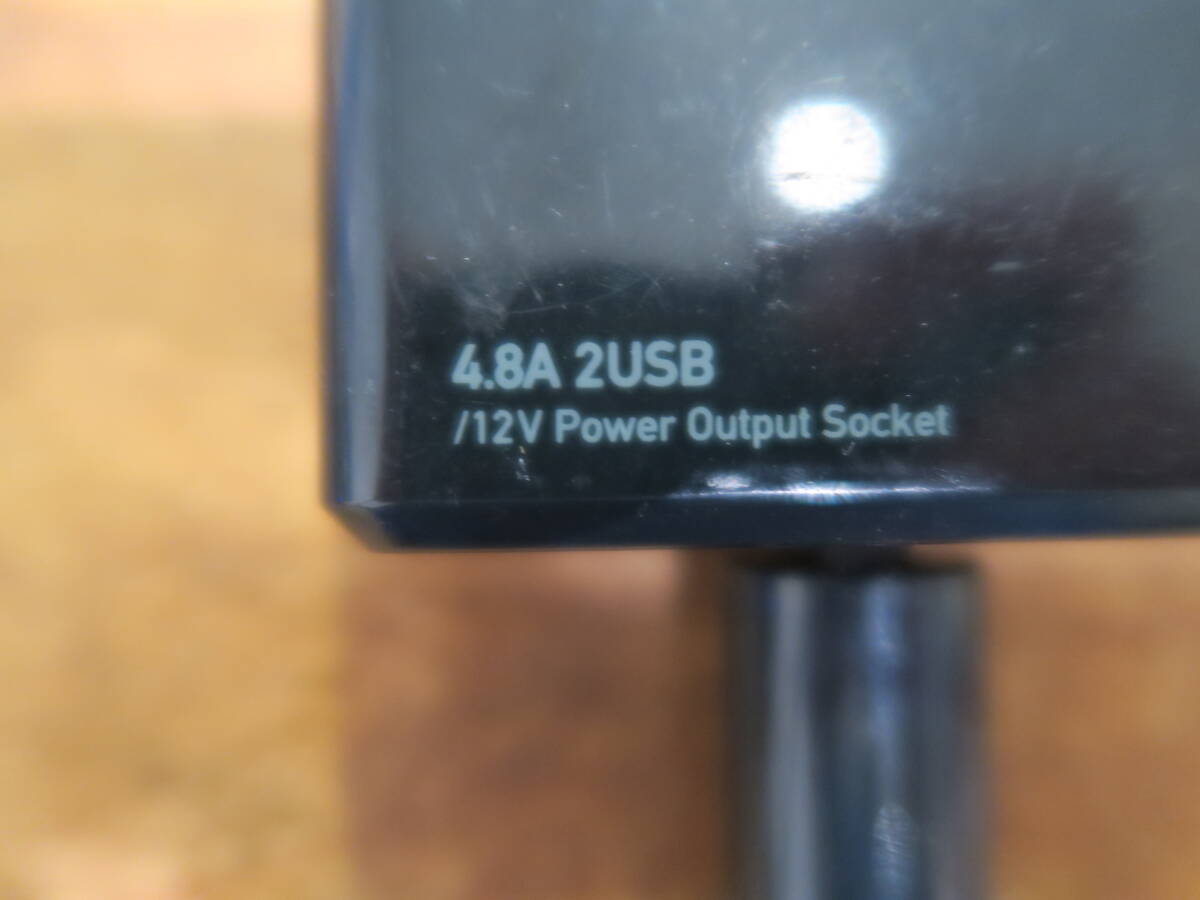 4.8A 2USB
/12V Power Output Socket